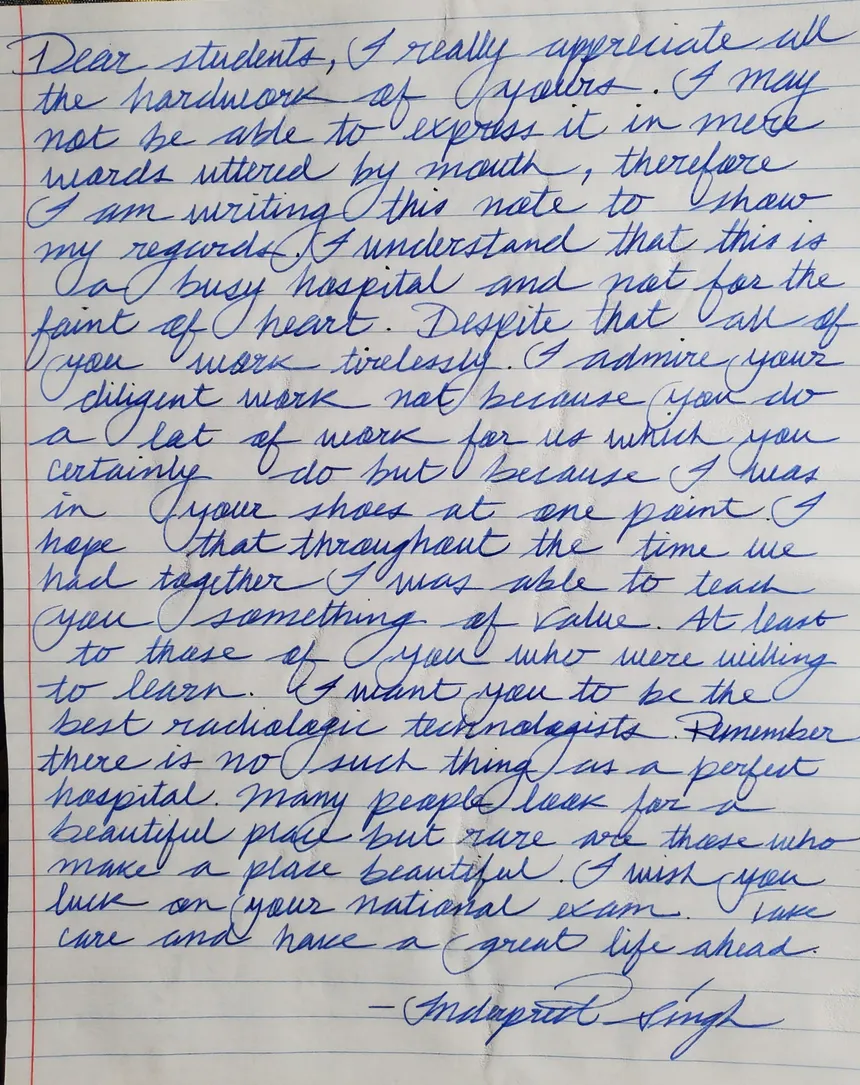 Dear students, I really appreciate all
the hardwork of yours. I may
not be able to express it in mere
words uttered by mouth, therefore
I am writing this note to show
my regards. I understand that this is
a busy hospital and not for the
faint of heart. Despite that all of
you work tirelessly. I admire your
diligent work not because you do
a lot of work for us which you
certainly do but because I was
in your shoes at one point. I
hope that throughout the time we
had together I was able to teach
you something of value. At least
to those of you who were willing
to learn. I want you to be the
best radiologic technologists. Remember
there is no such thing as a perfect
hospital. Many people look for a
beautiful place but rare are those who
make a place beautiful. I wish you
luck on your national exam. Take
care and have a great life ahead.
- Inderpreet Singh